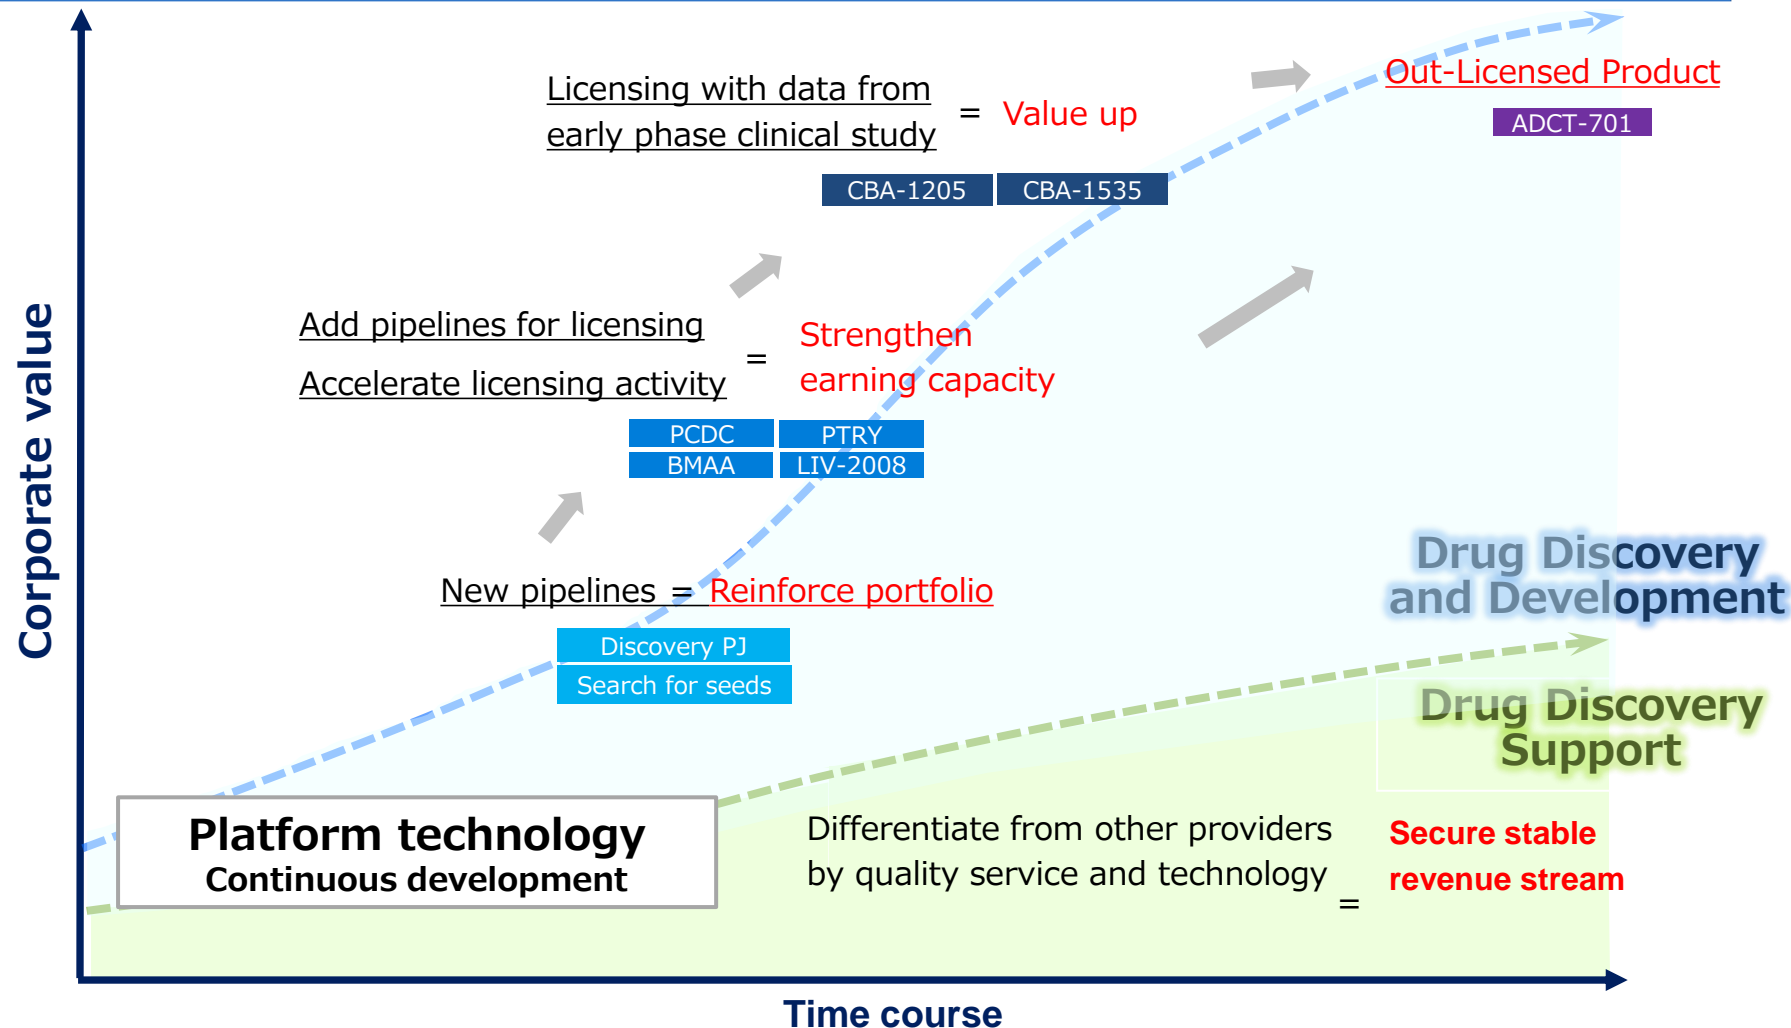 Corporate value
Licensing with data from
early phase clinical study
= Value up
CBA-1205
CBA-1535
Out-Licensed Product
ADCT-701
Add pipelines for licensing
Accelerate licensing activity
=
Strengthen
earning capacity
PCDC
PTRY
BMAA
LIV-2008
New pipelines = Reinforce portfolio
Discovery PJ
Search for seeds
Drug Discovery
and Development
Drug Discovery
Support
Platform technology
Continuous development
Differentiate from other providers
by quality service and technology
=
Secure stable
revenue stream
Time course